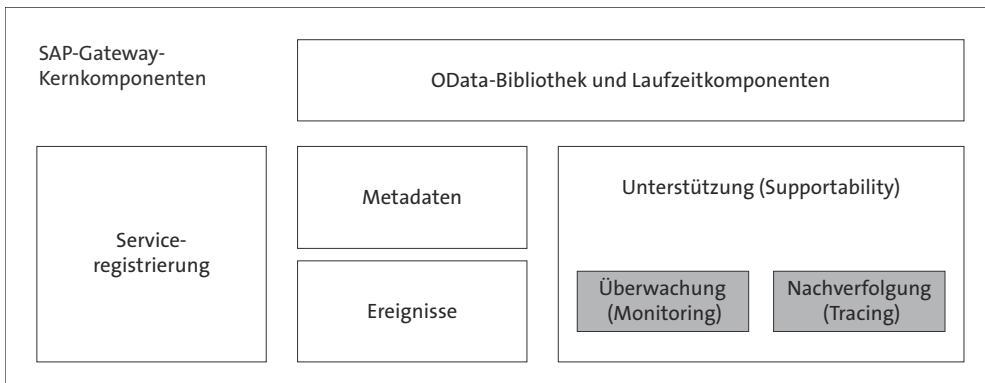 SAP-Gateway-
Kernkomponenten
OData-Bibliothek und Laufzeitkomponenten
Service-
registrierung
Metadaten
Ereignisse
Unterstützung (Supportability)
Überwachung
(Monitoring)
Nachverfolgung
(Tracing)